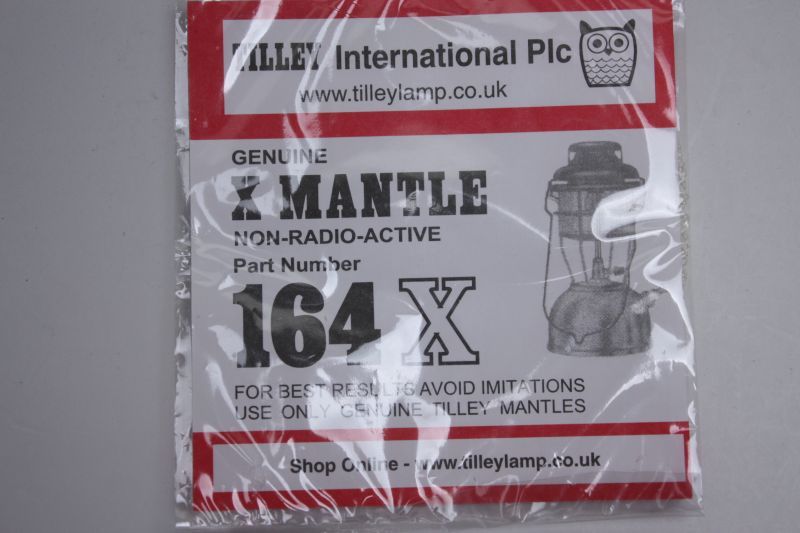 TILLEY International Plc
www.tilleylamp.co.uk
GENUINE
X MANTLE
NON-RADIO-ACTIVE
Part Number
164 X
FOR BEST RESULTS AVOID IMITATIONS
USE ONLY GENUINE TILLEY MANTLES
Shop Online - www.tilleylamp.co.uk